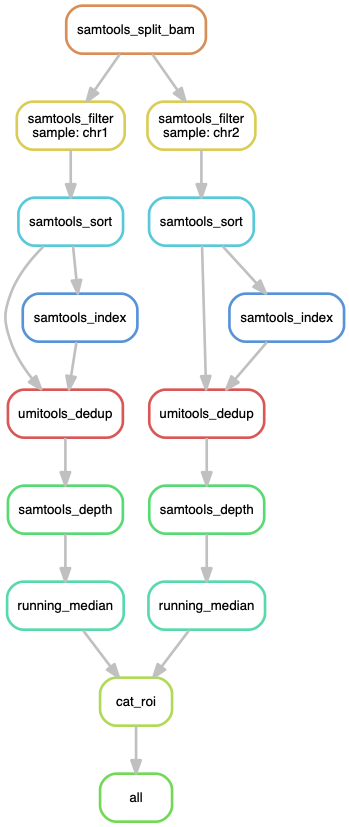 samtools_split_bam
samtools_filter
sample: chr1
samtools_filter
sample: chr2
samtools_sort
samtools_sort
samtools_index
samtools_index
umitools_dedup
umitools_dedup
samtools_depth
samtools_depth
running_median
running_median
cat_roi
all